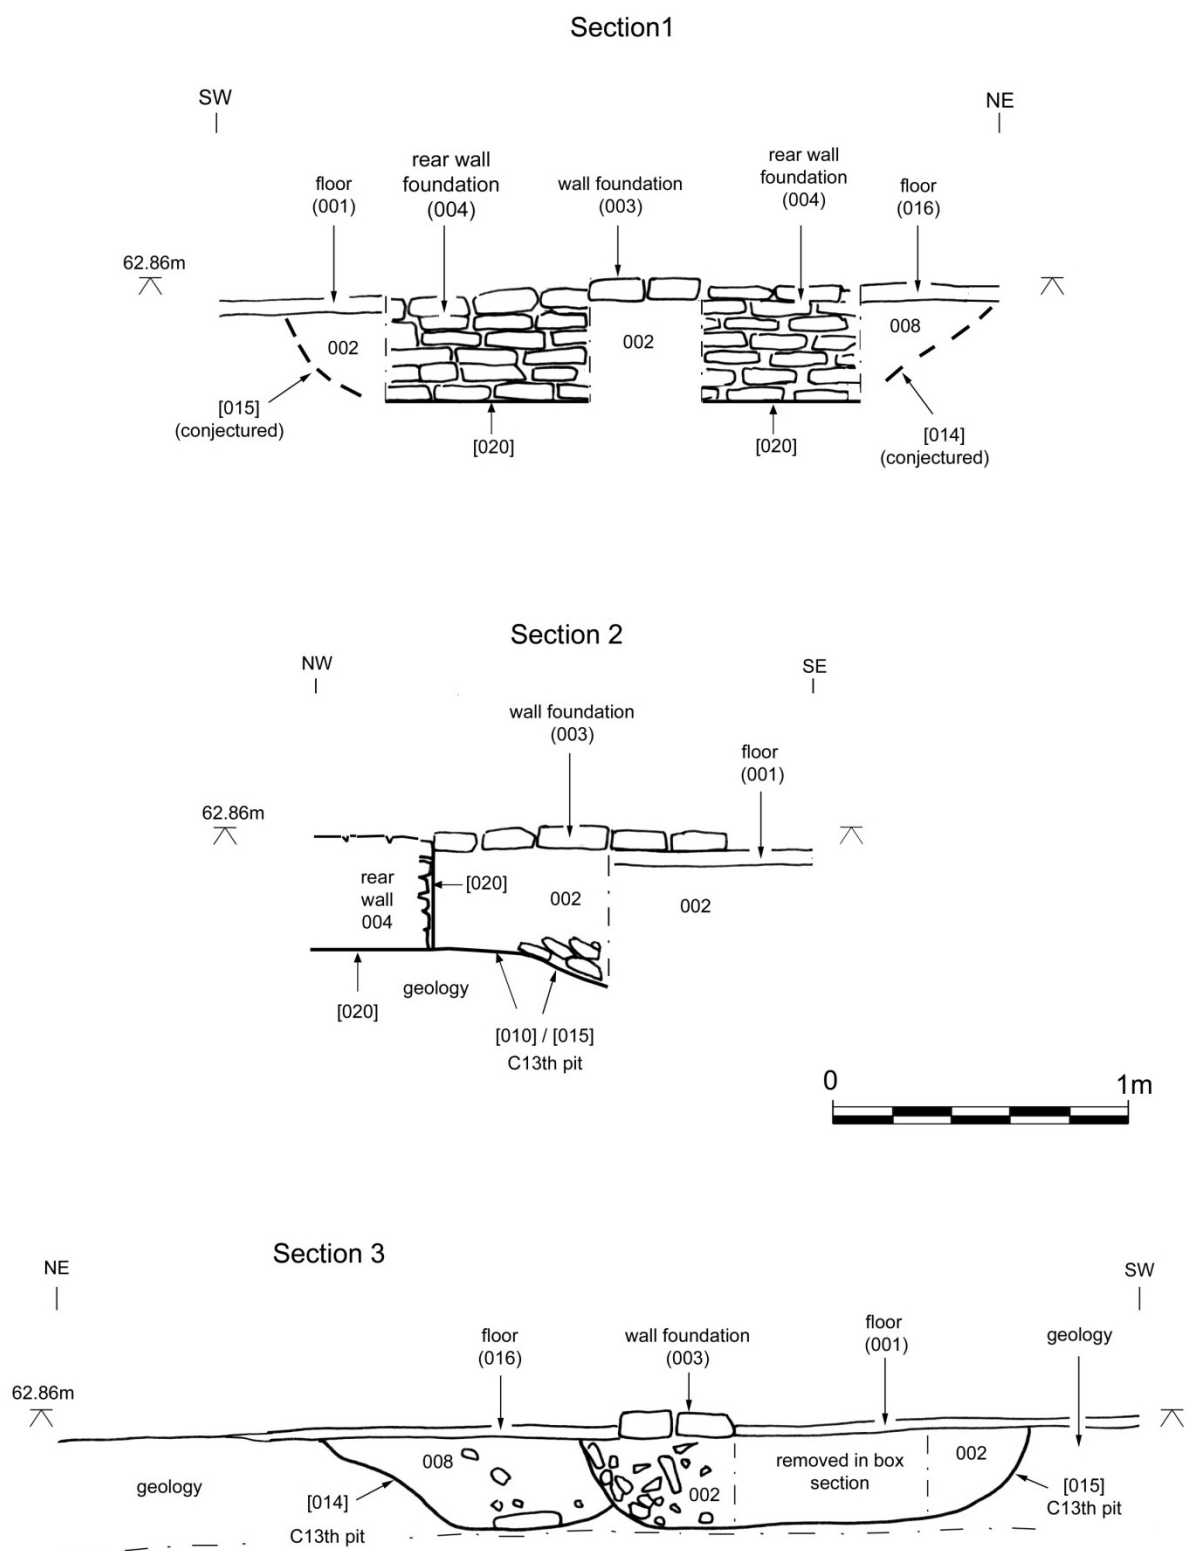 Section1
SW
NE
rear wall
foundation
(004)
rear wall
foundation
(004)
floor
(001)
wall foundation
(003)
floor
(016)
62.86m
002
002
008
[015]
(conjectured)
[020]
[020]
[014]
(conjectured)
Section 2
NW
SE
wall foundation
(003)
floor
(001)
62.86m
rear
wall
004
[020]
002
002
geology
[020]
[010] / [015]
C13th pit
0
1m
Section 3
NE
SW
floor
(016)
wall foundation
(003)
floor
(001)
geology
62.86m
geology
008
002
removed in box
section
002
[014]
C13th pit
[015]
C13th pit